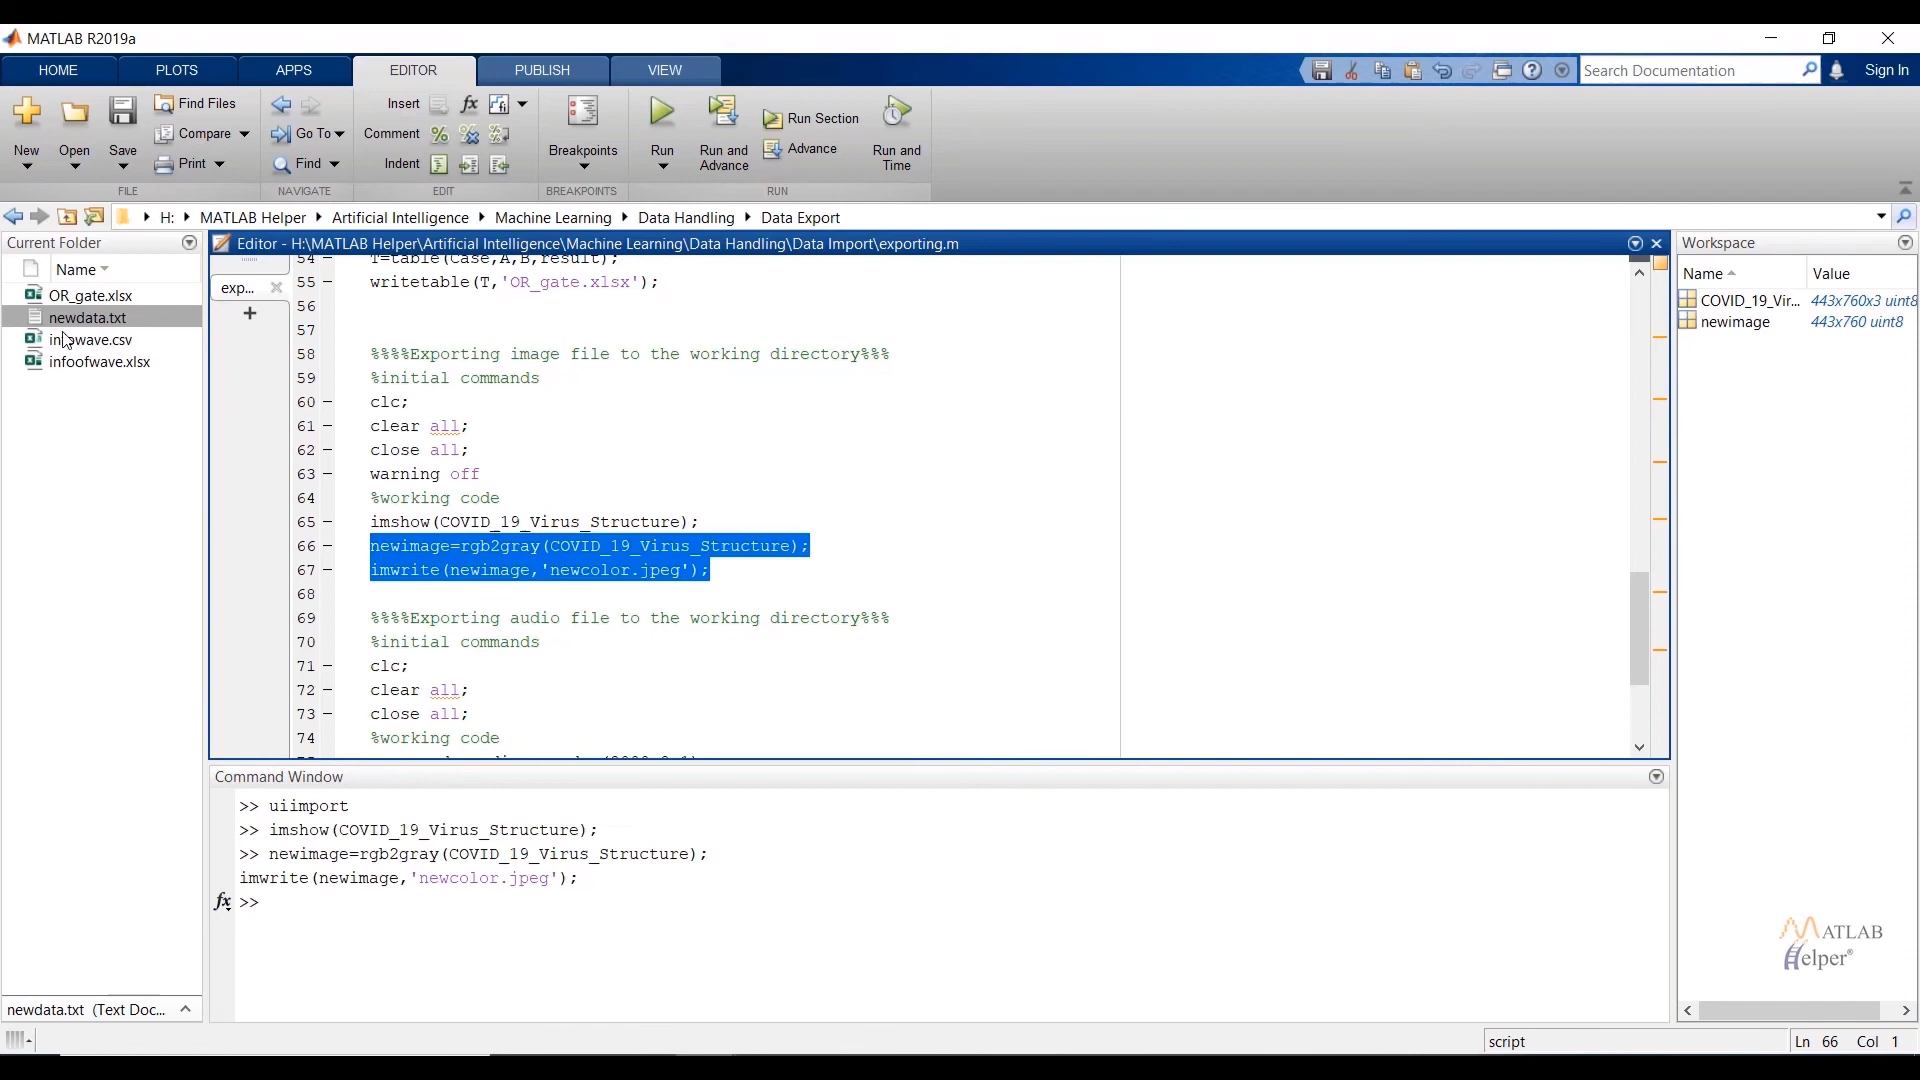 MATLAB R2019a
HOME PLOTS APPS EDITOR PUBLISH VIEW Search Documentation Sign In
New Open Save Find Files Compare Print
Go To Find
Insert fx Comment Indent
Breakpoints
Run Run and Advance Run Section Advance Run and Time
FILE NAVIGATE EDIT BREAKPOINTS RUN
H: MATLAB Helper Artificial Intelligence Machine Learning Data Handling Data Export
Current Folder
Name
OR_gate.xlsx
newdata.txt
wave.csv
infoofwave.xlsx
newdata.txt (Text Doc...
Editor - H:\MATLAB Helper\Artificial Intelligence\Machine Learning\Data Handling\Data Import\exporting.m
exp...
54 T=table(Case,A,B,result);
55 writetable(T,'OR_gate.xlsx');
56
57
58 %%%%Exporting image file to the working directory%%%
59 %initial commands
60 clc;
61 clear all;
62 close all;
63 warning off
64 %working code
65 imshow(COVID_19_Virus_Structure);
66 newimage=rgb2gray(COVID_19_Virus_Structure);
67 imwrite(newimage,'newcolor.jpeg');
68
69 %%%%Exporting audio file to the working directory%%%
70 %initial commands
71 clc;
72 clear all;
73 close all;
74 %working code
Command Window
>> uiimport
>> imshow(COVID_19_Virus_Structure);
>> newimage=rgb2gray(COVID_19_Virus_Structure);
imwrite(newimage,'newcolor.jpeg');
fx >>
Workspace
Name Value
COVID_19_Vir... 443x760x3 uint8
newimage 443x760 uint8
MATLAB
Helper®
script Ln 66 Col 1